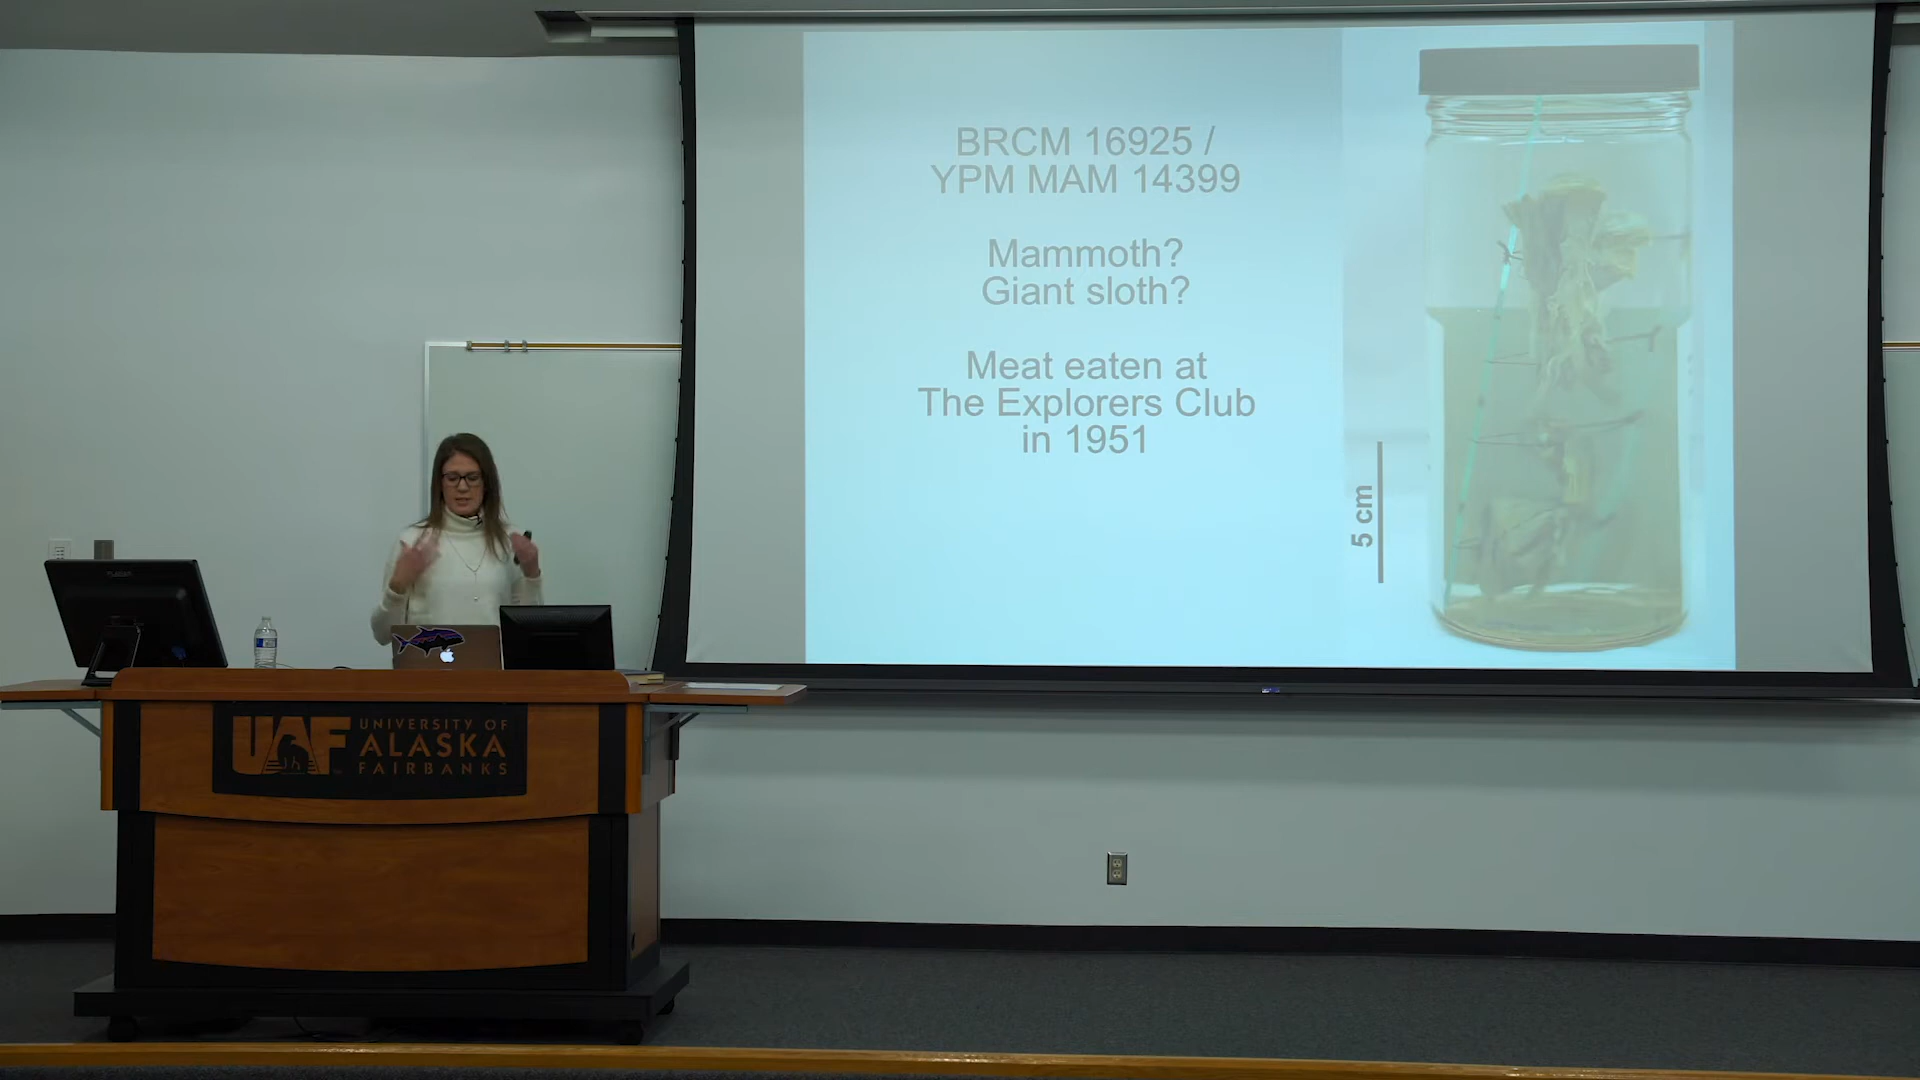 BRCM 16925 /
YPM MAM 14399
Mammoth?
Giant sloth?
Meat eaten at
The Explorers Club
in 1951
5 cm
UAF
UNIVERSITY OF
ALASKA
FAIRBANKS